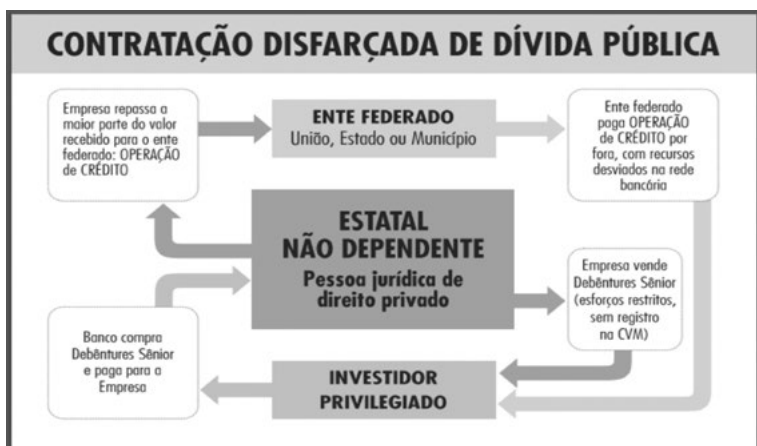 CONTRATAÇÃO DISFARÇADA DE DÍVIDA PÚBLICA
Empresa repassa a
maior parte do valor
recebido para o ente
federado: OPERAÇÃO
de CRÉDITO
ENTE FEDERADO
União, Estado ou Município
Ente federado
paga OPERAÇÃO
de CRÉDITO por
fora, com recursos
desviados na rede
bancária
ESTATAL
NÃO DEPENDENTE
Pessoa jurídica de
direito privado
Empresa vende
Debêntures Sênior
(esforços restritos,
sem registro
na CVM)
Banco compra
Debêntures Sênior
e paga para a
Empresa
INVESTIDOR
PRIVILEGIADO